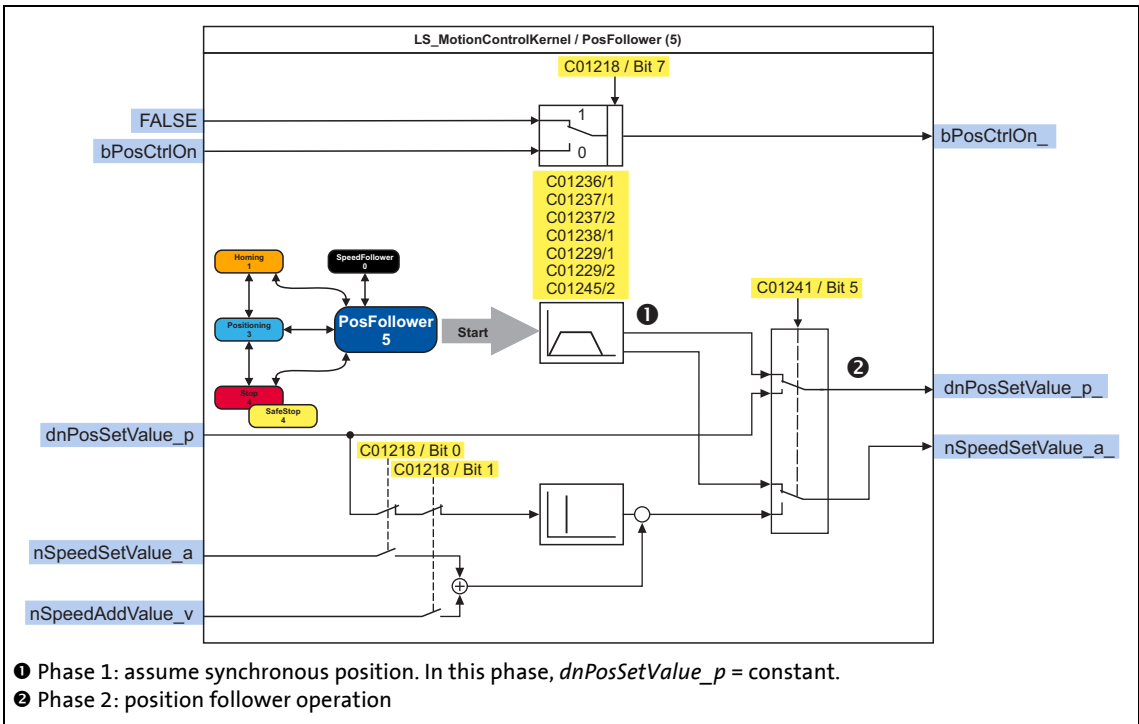 LS_MotionControlKernel / PosFollower (5)
C01218 / Bit 7
FALSE
1
bPosCtrlOn_
bPosCtrlOn
0
C01236/1
C01237/1
C01237/2
C01238/1
C01229/1
C01229/2
C01245/2
Homing
1
SpeedFollower
0
C01241 / Bit 5
Positioning
3
PosFollower
5
Start
❶
❷
Stop
4
SafeStop
4
dnPosSetValue_p_
dnPosSetValue_p
nSpeedSetValue_a_
C01218 / Bit 0
C01218 / Bit 1
nSpeedSetValue_a
nSpeedAddValue_v
❶ Phase 1: assume synchronous position. In this phase, dnPosSetValue_p = constant.
❷ Phase 2: position follower operation